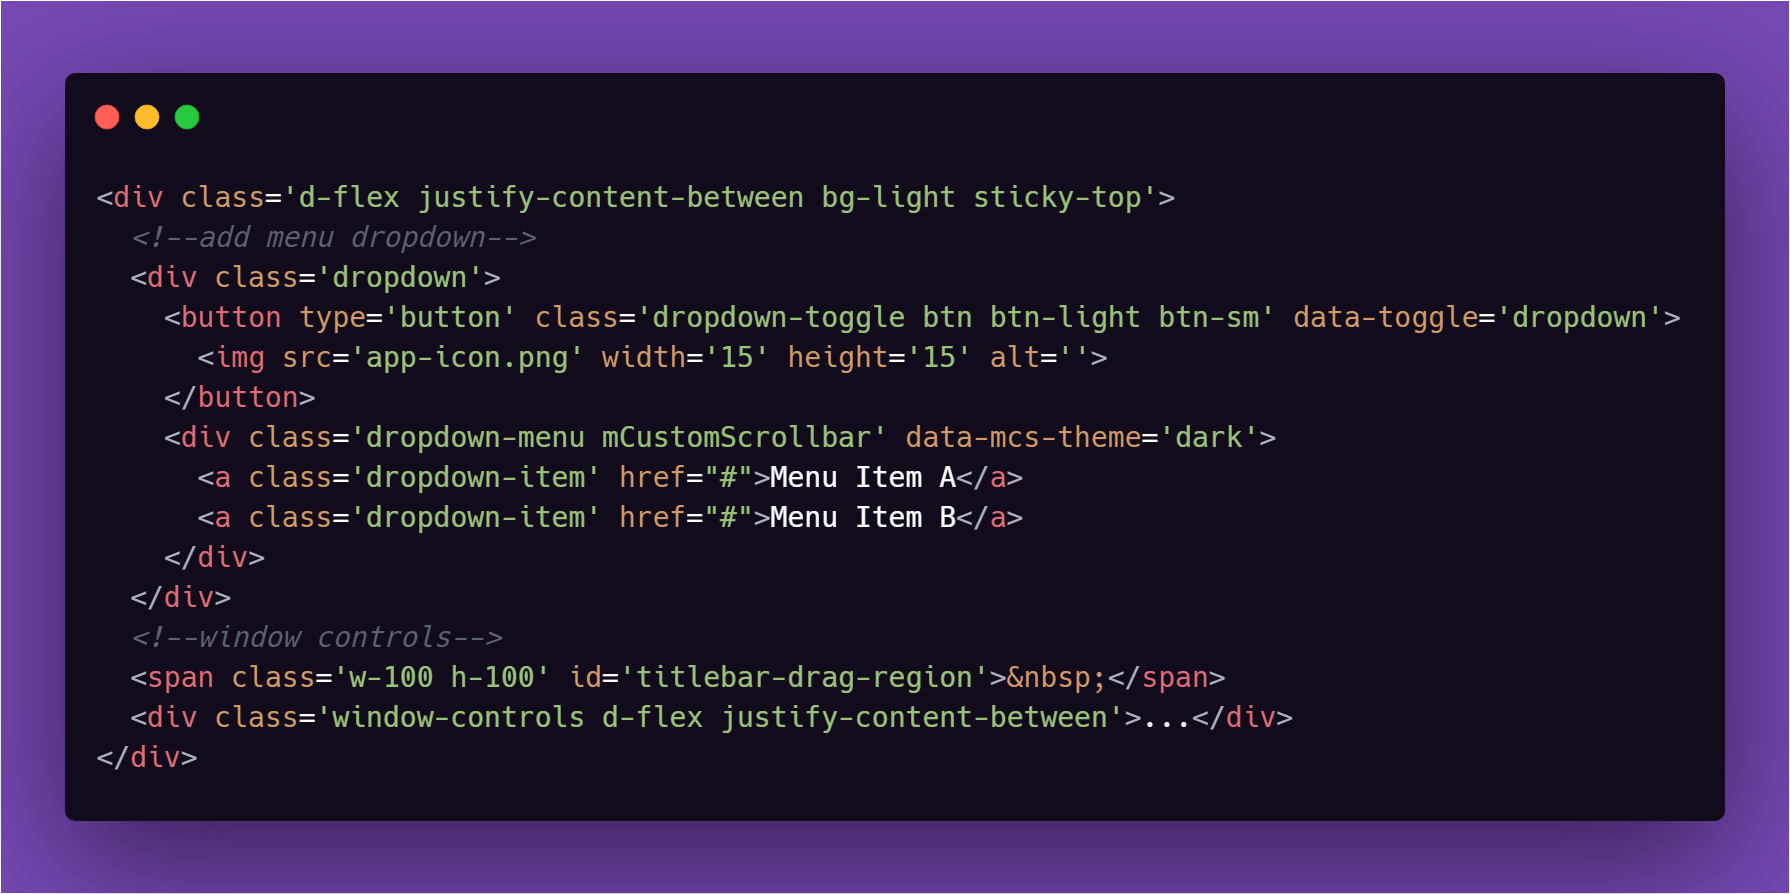 <div class='d-flex justify-content-between bg-light sticky-top'>
  <!--add menu dropdown-->
  <div class='dropdown'>
    <button type='button' class='dropdown-toggle btn btn-light btn-sm' data-toggle='dropdown'>
      <img src='app-icon.png' width='15' height='15' alt=''>
    </button>
    <div class='dropdown-menu mCustomScrollbar' data-mcs-theme='dark'>
      <a class='dropdown-item' href="#">Menu Item A</a>
      <a class='dropdown-item' href="#">Menu Item B</a>
    </div>
  </div>
  <!--window controls-->
  <span class='w-100 h-100' id='titlebar-drag-region'>&nbsp;</span>
  <div class='window-controls d-flex justify-content-between'>...</div>
</div>